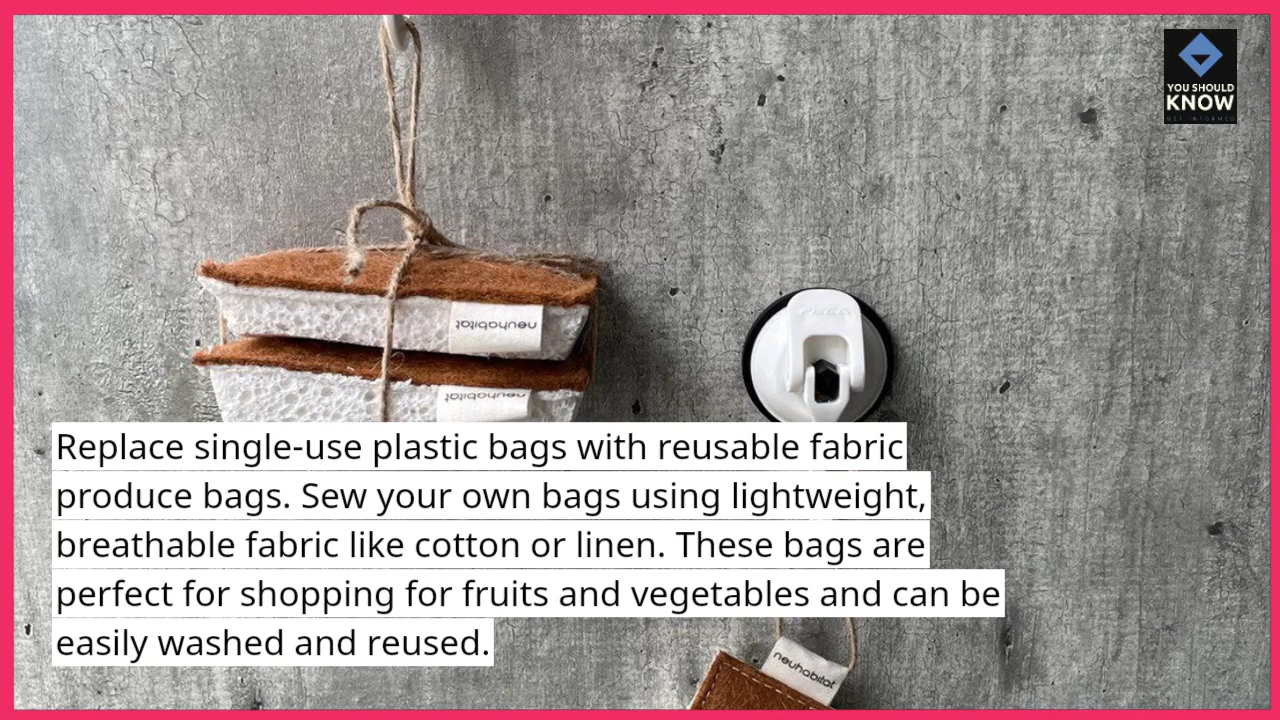 YOU SHOULD
KNOW
GET INFORMED
neuhabitat
neuhabitat
Replace single-use plastic bags with reusable fabric
produce bags. Sew your own bags using lightweight,
breathable fabric like cotton or linen. These bags are
perfect for shopping for fruits and vegetables and can be
easily washed and reused.
neuhabitat